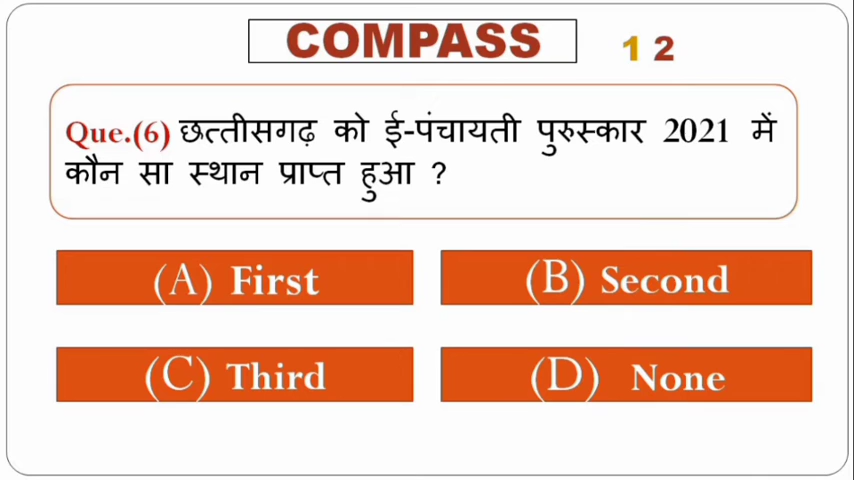 COMPASS
1 2
Que.(6) छत्तीसगढ़ को ई-पंचायती पुरुस्कार 2021 में
कौन सा स्थान प्राप्त हुआ ?
(A) First
(B) Second
(C) Third
(D) None